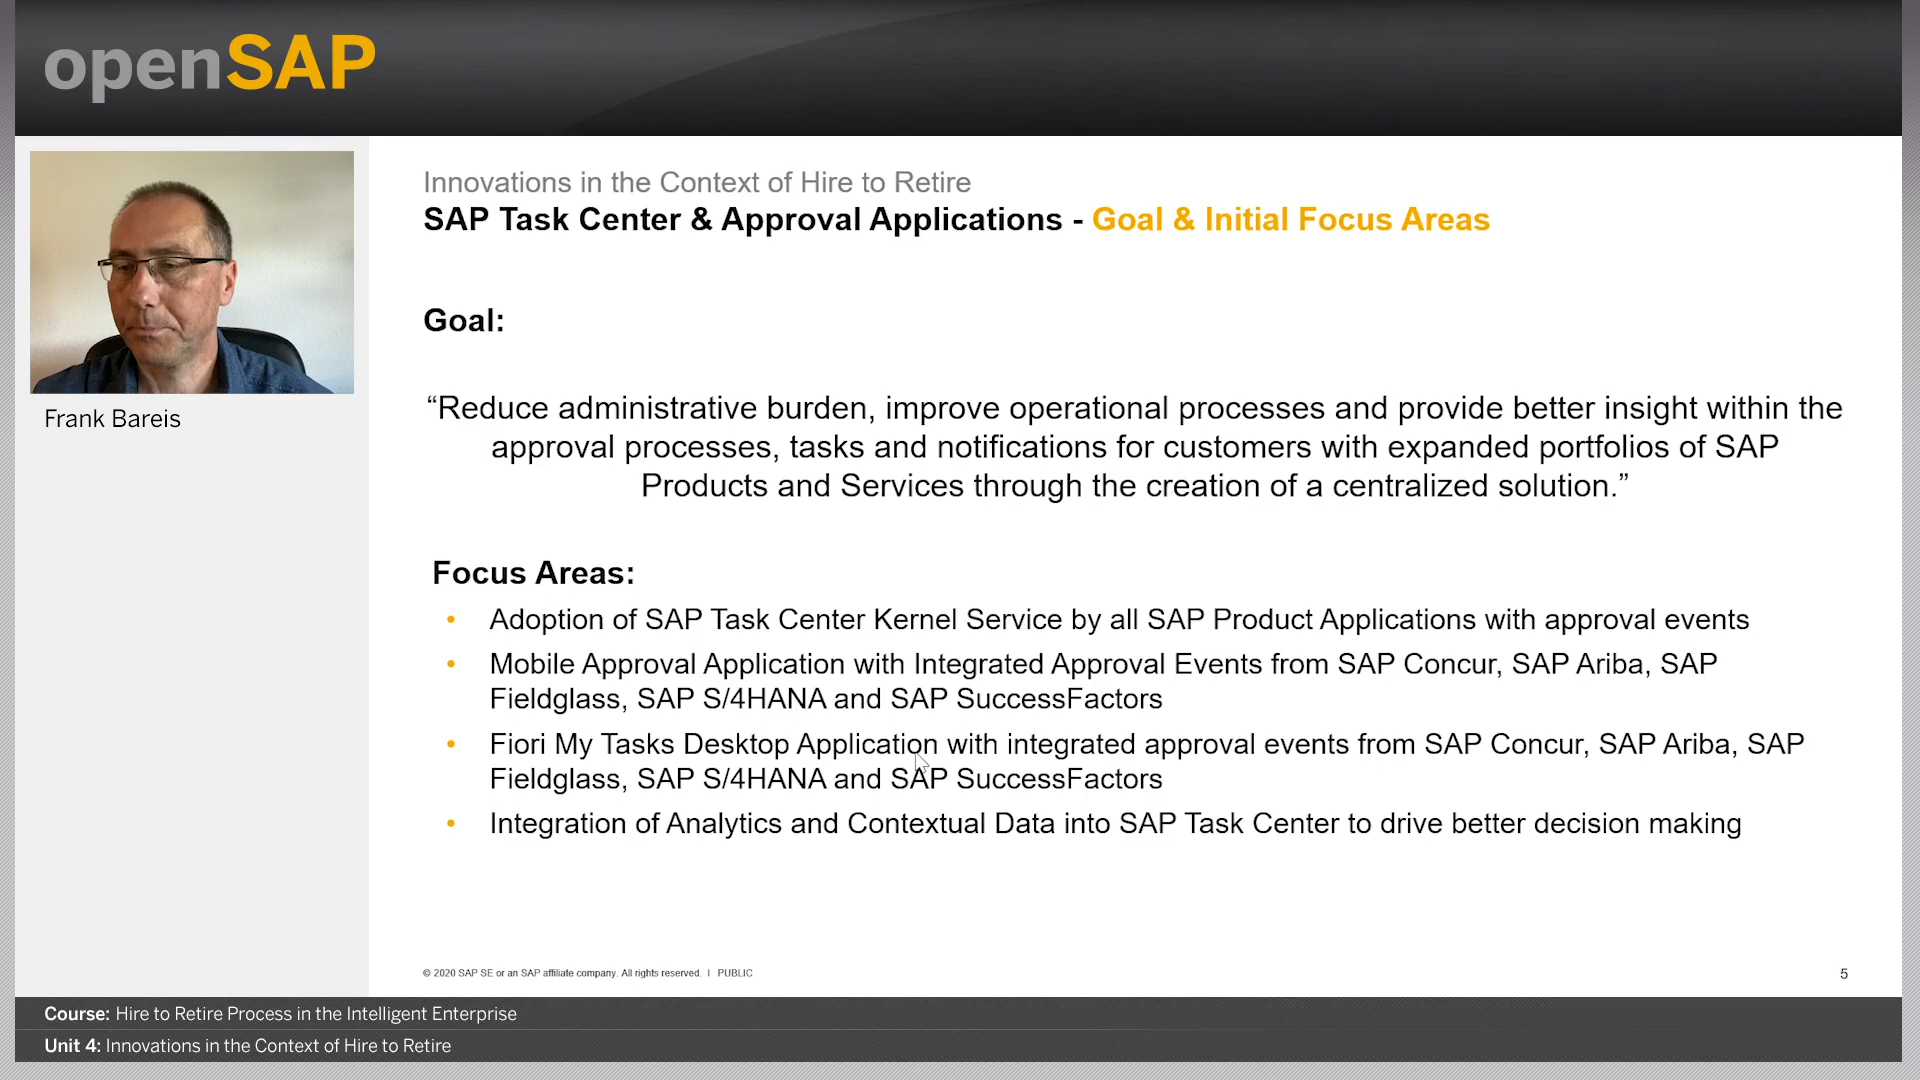 openSAP
Frank Bareis
Innovations in the Context of Hire to Retire
SAP Task Center & Approval Applications - Goal & Initial Focus Areas
Goal:
“Reduce administrative burden, improve operational processes and provide better insight within the
approval processes, tasks and notifications for customers with expanded portfolios of SAP
Products and Services through the creation of a centralized solution.”
Focus Areas:
• Adoption of SAP Task Center Kernel Service by all SAP Product Applications with approval events
• Mobile Approval Application with Integrated Approval Events from SAP Concur, SAP Ariba, SAP
Fieldglass, SAP S/4HANA and SAP SuccessFactors
• Fiori My Tasks Desktop Application with integrated approval events from SAP Concur, SAP Ariba, SAP
Fieldglass, SAP S/4HANA and SAP SuccessFactors
• Integration of Analytics and Contextual Data into SAP Task Center to drive better decision making
© 2020 SAP SE or an SAP affiliate company. All rights reserved. I PUBLIC
5
Course: Hire to Retire Process in the Intelligent Enterprise
Unit 4: Innovations in the Context of Hire to Retire